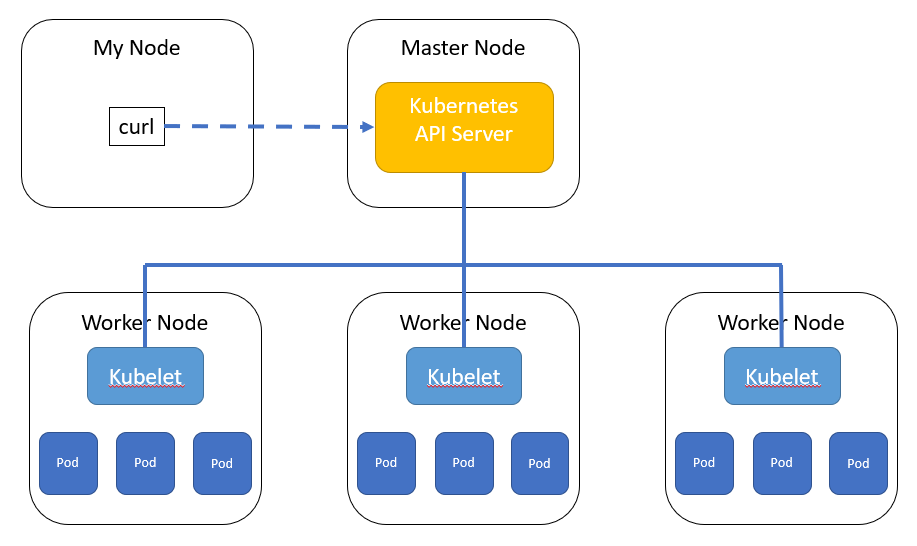 My Node
Master Node
curl
Kubernetes
API Server
Worker Node
Worker Node
Worker Node
Kubelet
Kubelet
Kubelet
Pod
Pod
Pod
Pod
Pod
Pod
Pod
Pod
Pod